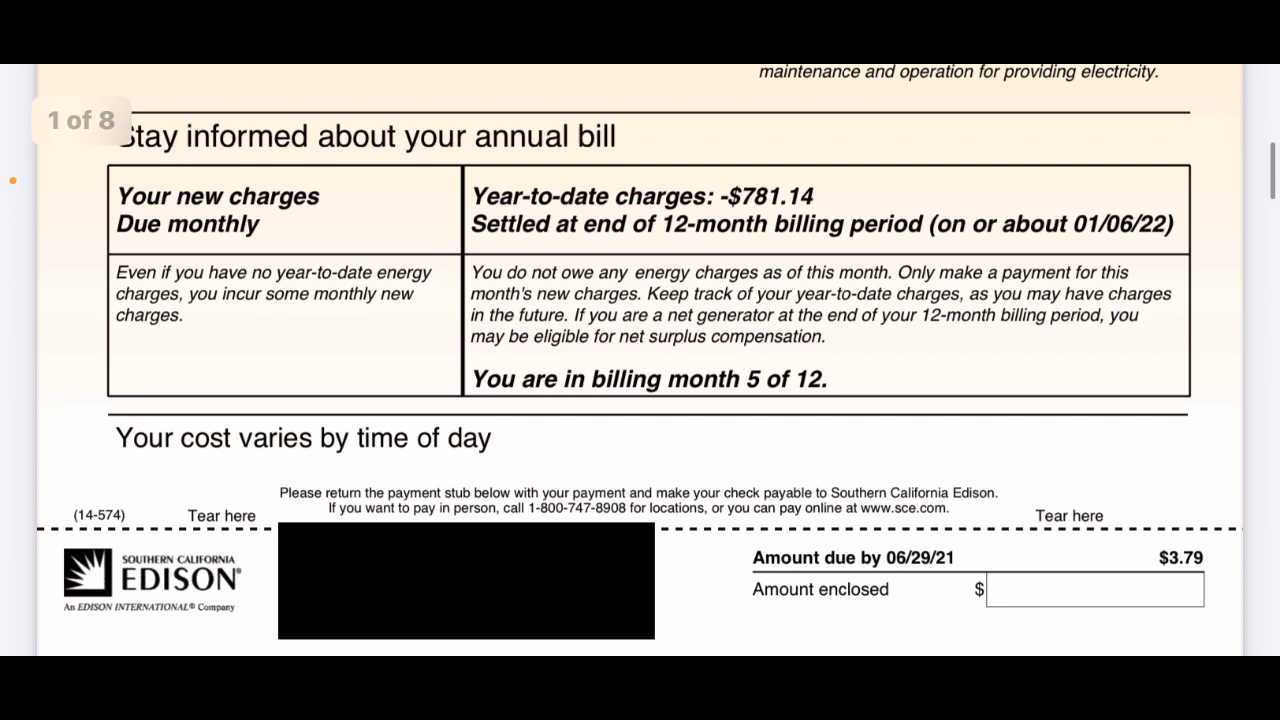 maintenance and operation for providing electricity.
1 of 8
Stay informed about your annual bill
Your new charges
Due monthly
Year-to-date charges: -$781.14
Settled at end of 12-month billing period (on or about 01/06/22)
Even if you have no year-to-date energy
charges, you incur some monthly new
charges.
You do not owe any energy charges as of this month. Only make a payment for this
month's new charges. Keep track of your year-to-date charges, as you may have charges
in the future. If you are a net generator at the end of your 12-month billing period, you
may be eligible for net surplus compensation.
You are in billing month 5 of 12.
Your cost varies by time of day
Please return the payment stub below with your payment and make your check payable to Southern California Edison.
If you want to pay in person, call 1-800-747-8908 for locations, or you can pay online at www.sce.com.
(14-574)
Tear here
Tear here
SOUTHERN CALIFORNIA
EDISON®
An EDISON INTERNATIONAL® Company
Amount due by 06/29/21 $3.79
Amount enclosed $